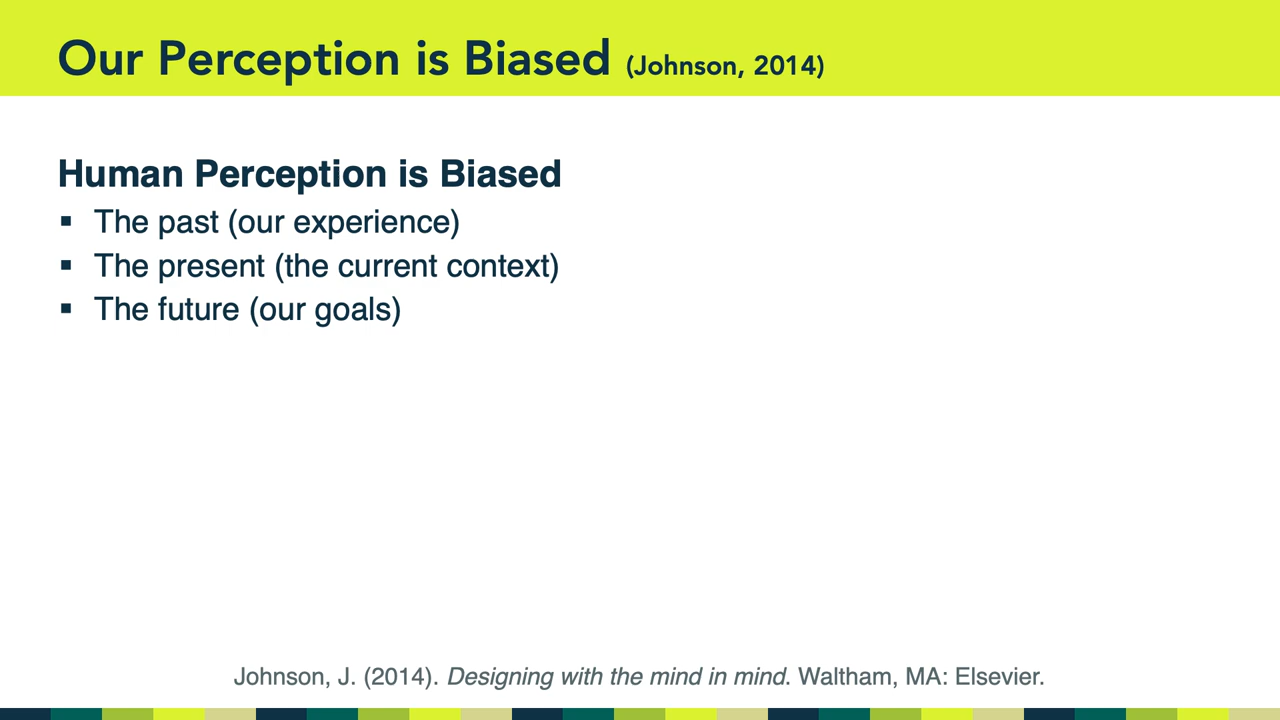 Our Perception is Biased (Johnson, 2014)
Human Perception is Biased
▪ The past (our experience)
▪ The present (the current context)
▪ The future (our goals)
Johnson, J. (2014). Designing with the mind in mind. Waltham, MA: Elsevier.